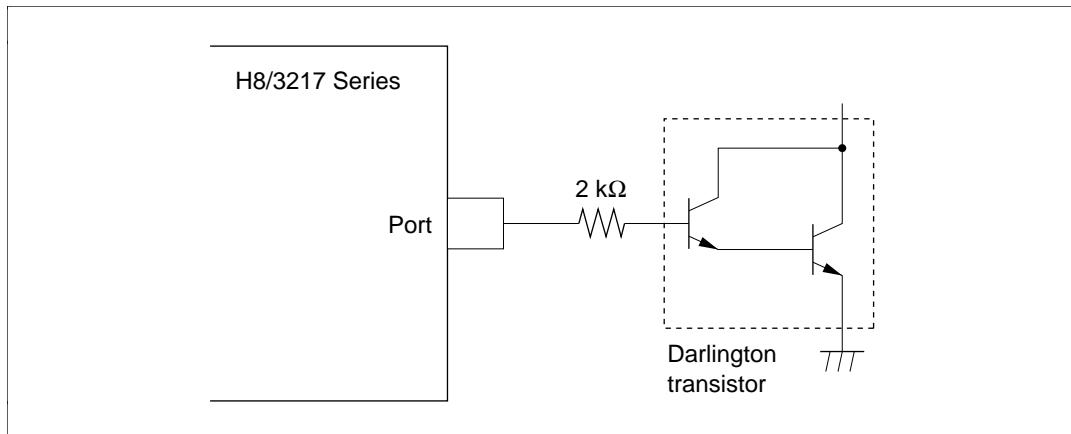 H8/3217 Series
2 kΩ
Port
Darlington
transistor